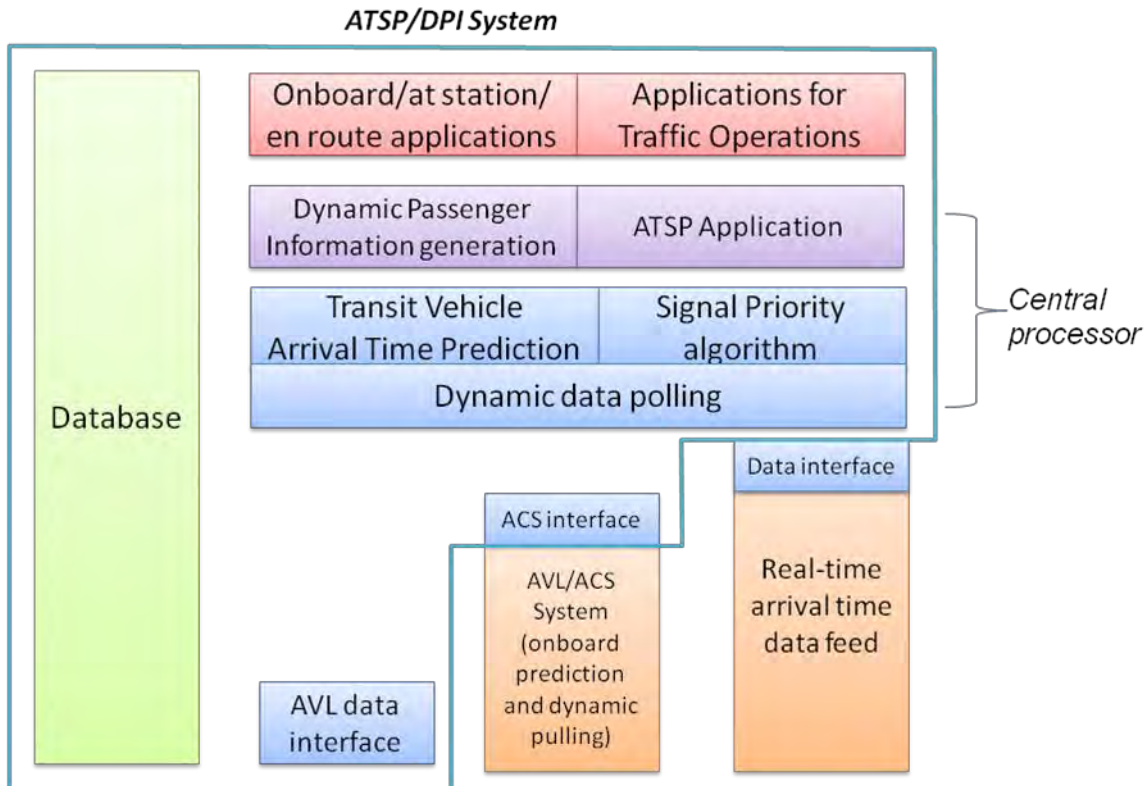 ATSP/DPI System
Onboard/at station/
en route applications
Applications for
Traffic Operations
Dynamic Passenger
Information generation
ATSP Application
Central
processor
Transit Vehicle
Arrival Time Prediction
Signal Priority
algorithm
Dynamic data polling
Database
Data interface
ACS interface
Real-time
arrival time
data feed
AVL/ACS
System
(onboard
prediction
and dynamic
pulling)
AVL data
interface